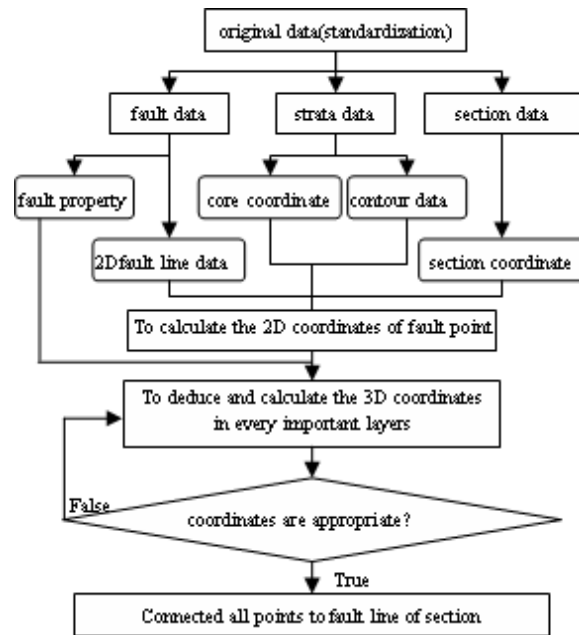 original data(standardization)
fault data
strata data
section data
fault property
core coordinate
contour data
2Dfault line data
section coordinate
To calculate the 2D coordinates of fault point
To deduce and calculate the 3D coordinates
in every important layers
False
coordinates are appropriate?
True
Connected all points to fault line of section